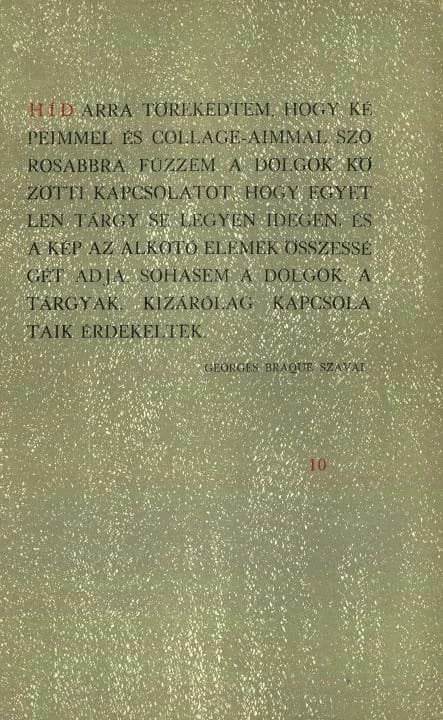 HÍD ARRA TÖREKEDTEM, HOGY KÉ
PEIMMEL ÉS COLLAGE-AIMMAL SZO
ROSABBRA FŰZZEM A DOLGOK KÖ
ZÖTTI KAPCSOLATOT, HOGY EGYET
LEN TÁRGY SE LEGYEN IDEGEN, ÉS
A KÉP AZ ALKOTÓ ELEMEK ÖSSZESSÉ
GÉT ADJA. SOHASEM A DOLGOK, A
TÁRGYAK, KIZÁRÓLAG KAPCSOLA
TAIK ÉRDEKELTEK.
GEORGES BRAQUE SZAVAI
10